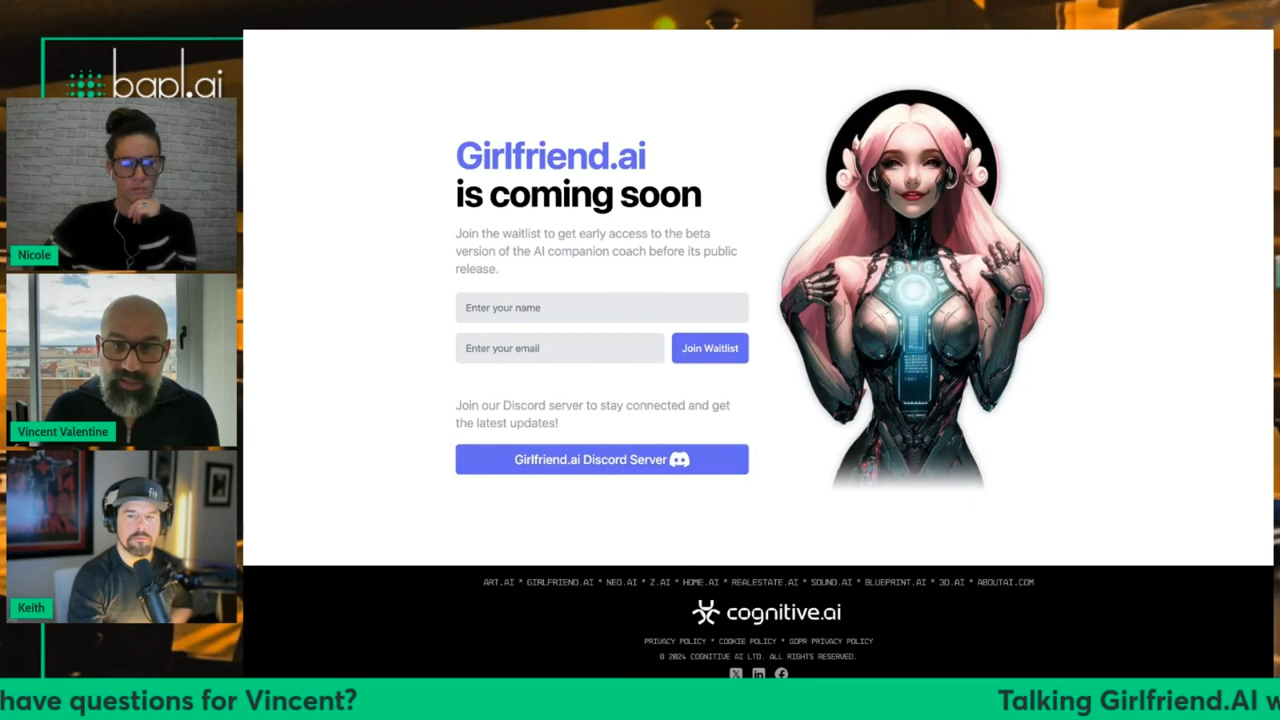 bapl.ai
Nicole
Vincent Valentine
fit
Keith
Girlfriend.ai
is coming soon
Join the waitlist to get early access to the beta
version of the AI companion coach before its public
release.
Enter your name
Enter your email
Join Waitlist
Join our Discord server to stay connected and get
the latest updates!
Girlfriend.ai Discord Server
ART.AI * GIRLFRIEND.AI * NEO.AI * Z.AI * HOME.AI * REALESTATE.AI * SOUND.AI * BLUEPRINT.AI * 3D.AI * ABOUTAI.COM
cognitive.ai
PRIVACY POLICY * COOKIE POLICY * GDPR PRIVACY POLICY
© 2024 COGNITIVE AI LTD. ALL RIGHTS RESERVED.
have questions for Vincent?
Talking Girlfriend.AI w